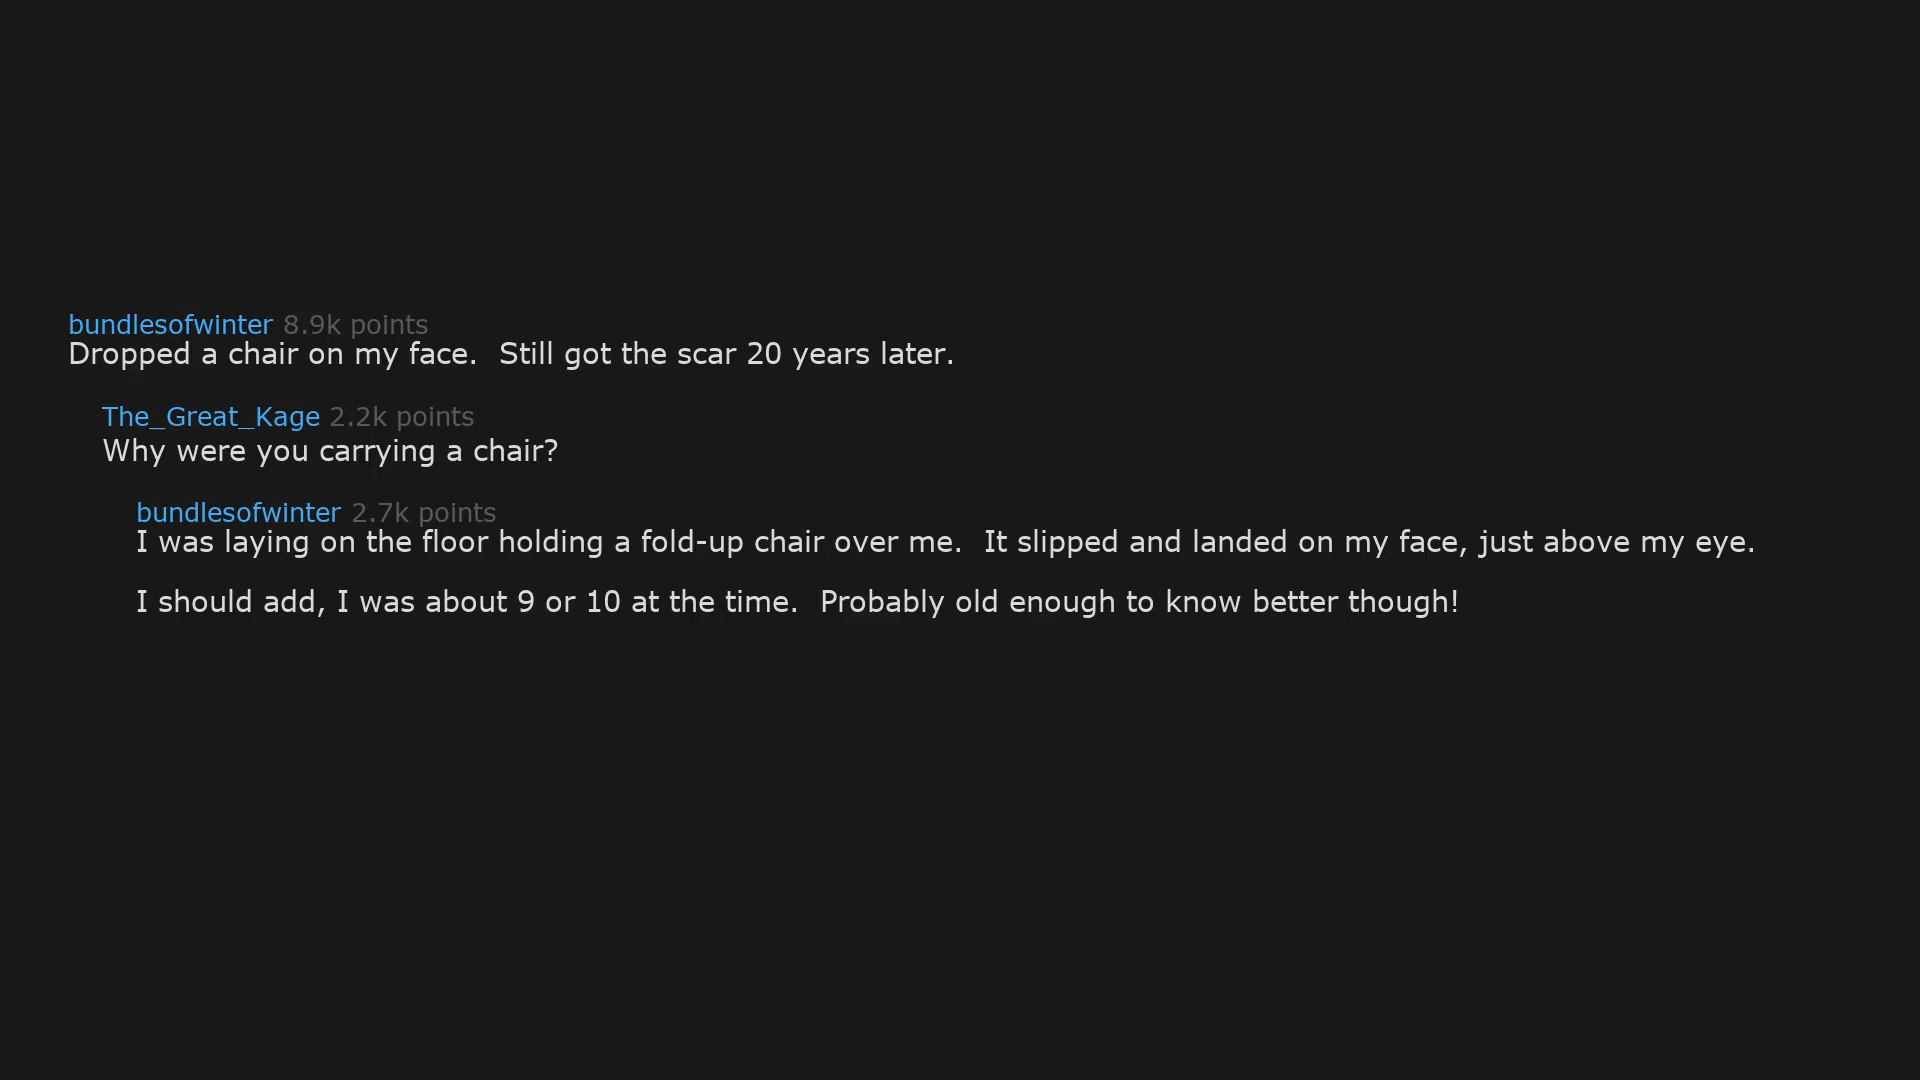 bundlesofwinter 8.9k points
Dropped a chair on my face.  Still got the scar 20 years later.
The_Great_Kage 2.2k points
Why were you carrying a chair?
bundlesofwinter 2.7k points
I was laying on the floor holding a fold-up chair over me.  It slipped and landed on my face, just above my eye.
I should add, I was about 9 or 10 at the time.  Probably old enough to know better though!